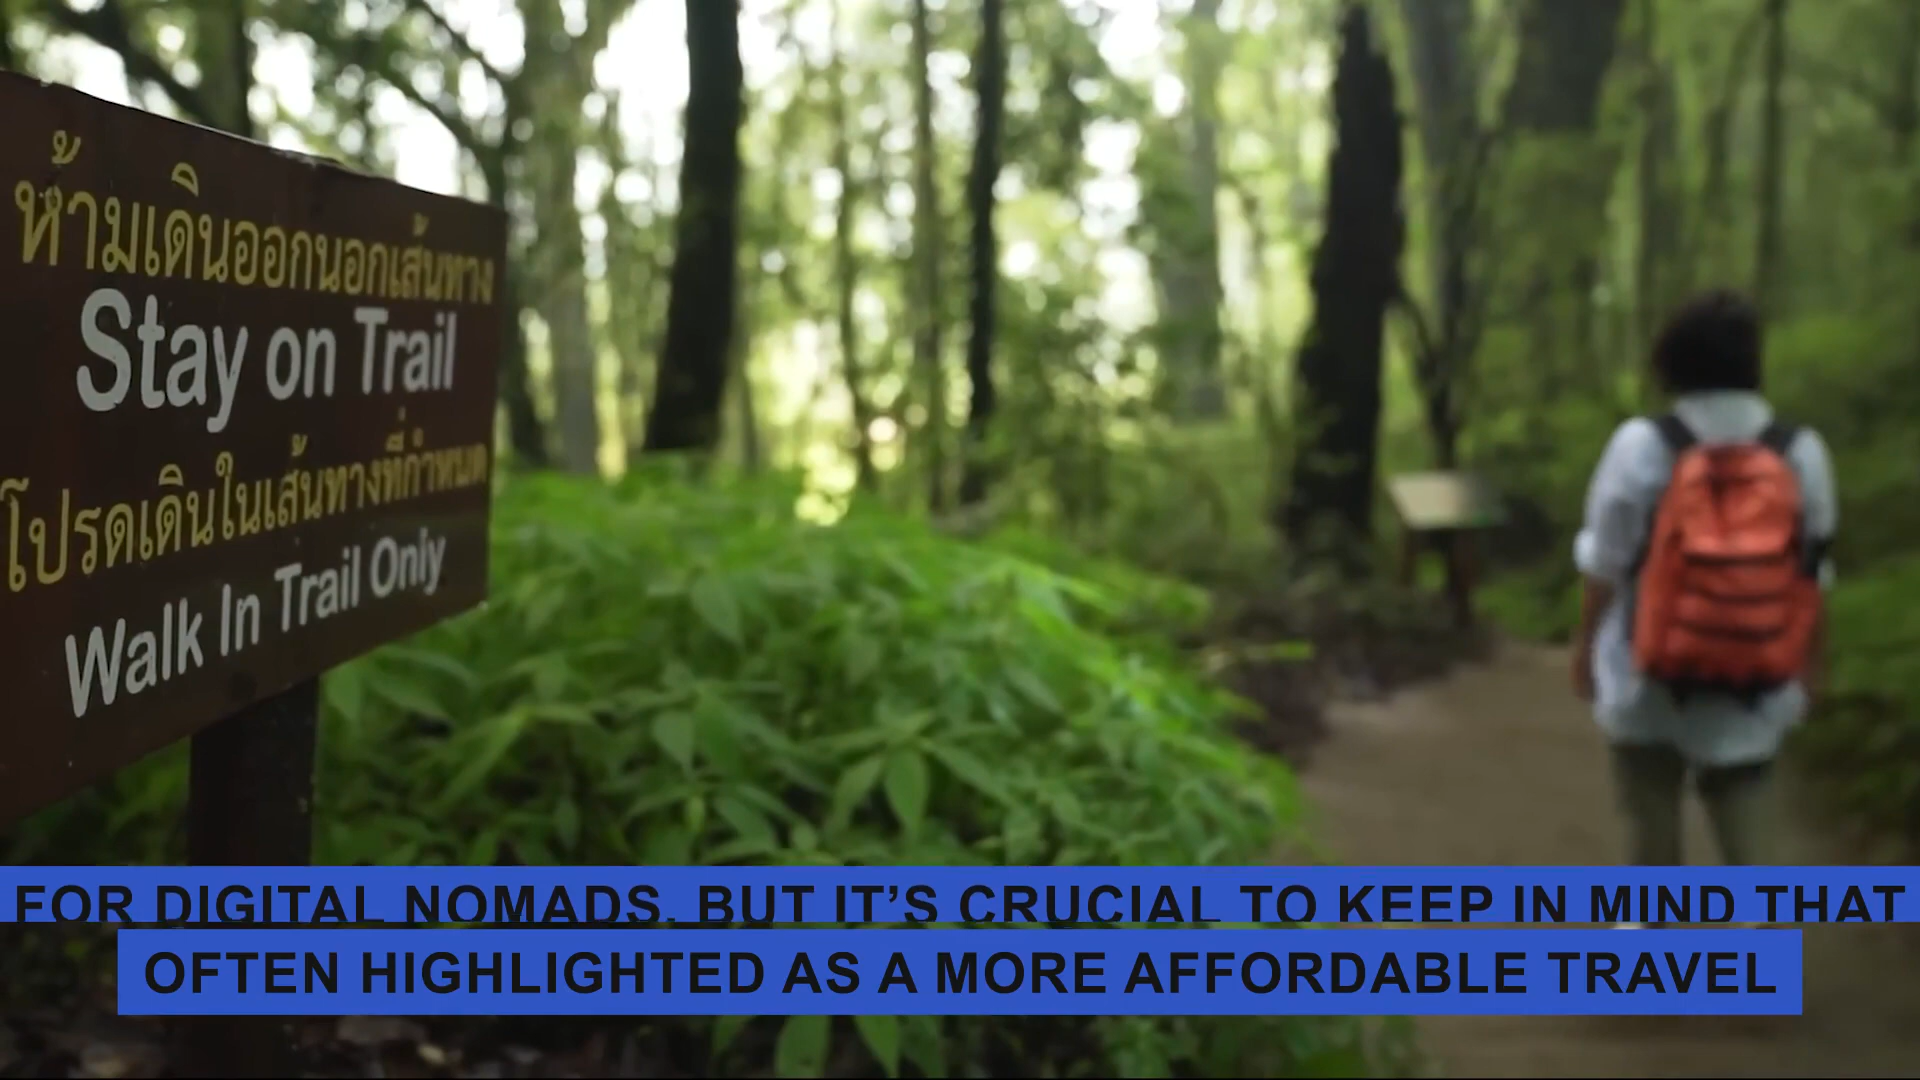 ห้ามเดินออกนอกเส้นทาง
Stay on Trail
โปรดเดินในเส้นทางที่กำหนด
Walk In Trail Only
FOR DIGITAL NOMADS, BUT IT’S CRUCIAL TO KEEP IN MIND THAT
OFTEN HIGHLIGHTED AS A MORE AFFORDABLE TRAVEL